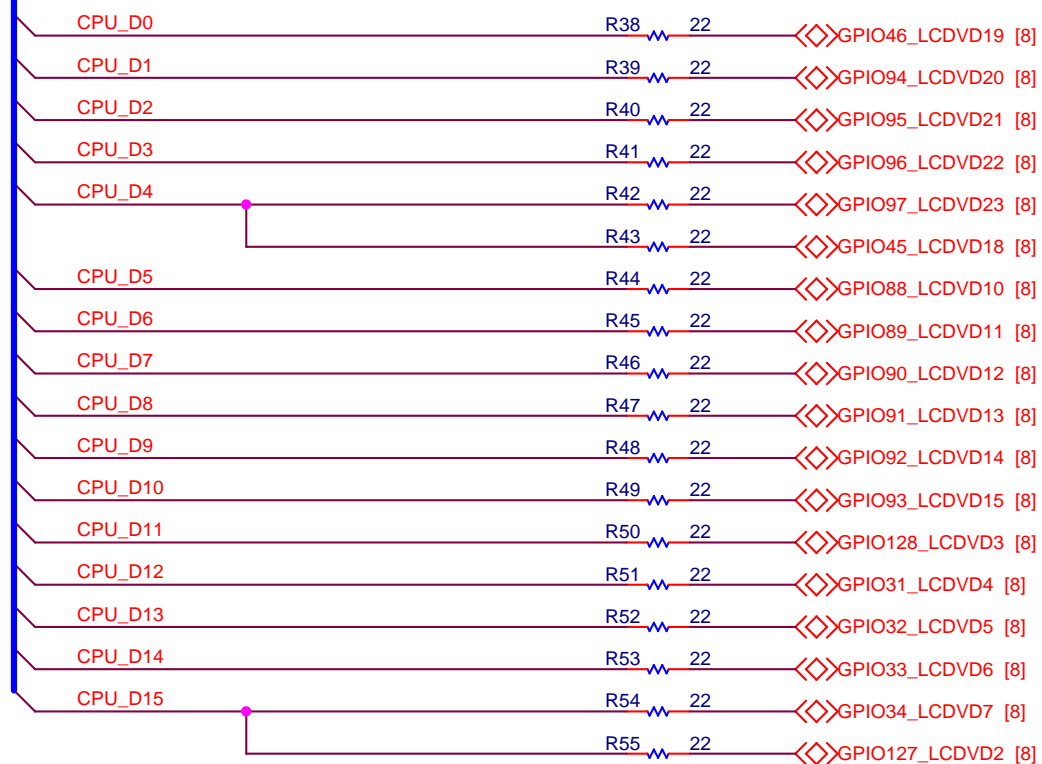 CPU_D0 R38 22 GPIO46_LCDVD19 [8]
CPU_D1 R39 22 GPIO94_LCDVD20 [8]
CPU_D2 R40 22 GPIO95_LCDVD21 [8]
CPU_D3 R41 22 GPIO96_LCDVD22 [8]
CPU_D4 R42 22 GPIO97_LCDVD23 [8]
R43 22 GPIO45_LCDVD18 [8]
CPU_D5 R44 22 GPIO88_LCDVD10 [8]
CPU_D6 R45 22 GPIO89_LCDVD11 [8]
CPU_D7 R46 22 GPIO90_LCDVD12 [8]
CPU_D8 R47 22 GPIO91_LCDVD13 [8]
CPU_D9 R48 22 GPIO92_LCDVD14 [8]
CPU_D10 R49 22 GPIO93_LCDVD15 [8]
CPU_D11 R50 22 GPIO128_LCDVD3 [8]
CPU_D12 R51 22 GPIO31_LCDVD4 [8]
CPU_D13 R52 22 GPIO32_LCDVD5 [8]
CPU_D14 R53 22 GPIO33_LCDVD6 [8]
CPU_D15 R54 22 GPIO34_LCDVD7 [8]
R55 22 GPIO127_LCDVD2 [8]